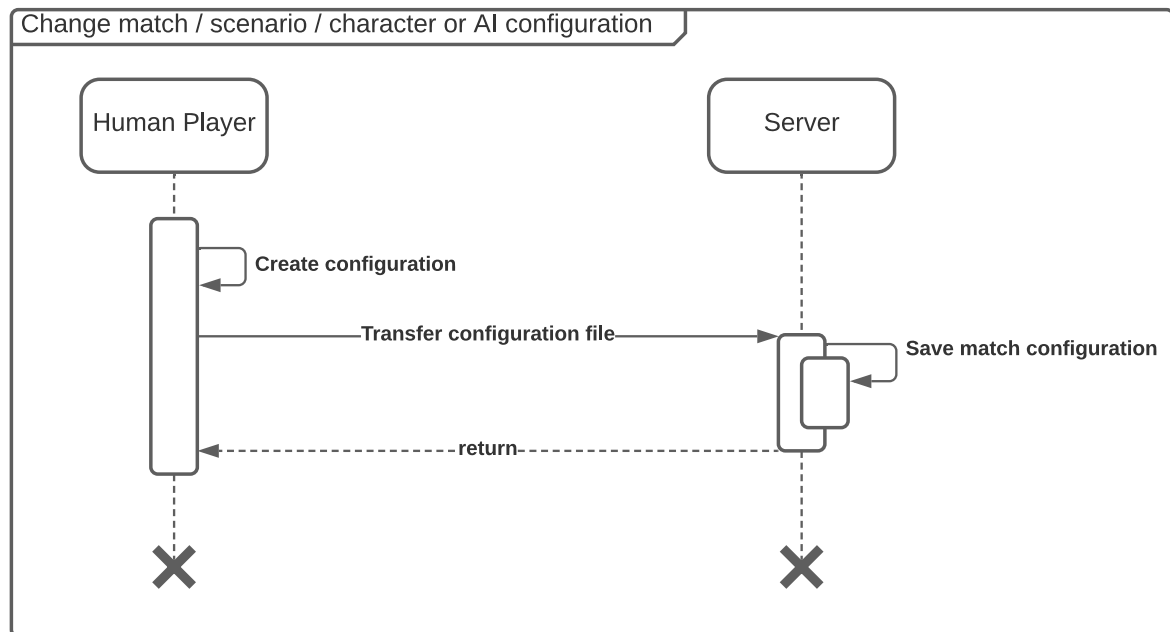 Change match / scenario / character or AI configuration
Human Player
Server
Create configuration
Transfer configuration file
Save match configuration
return